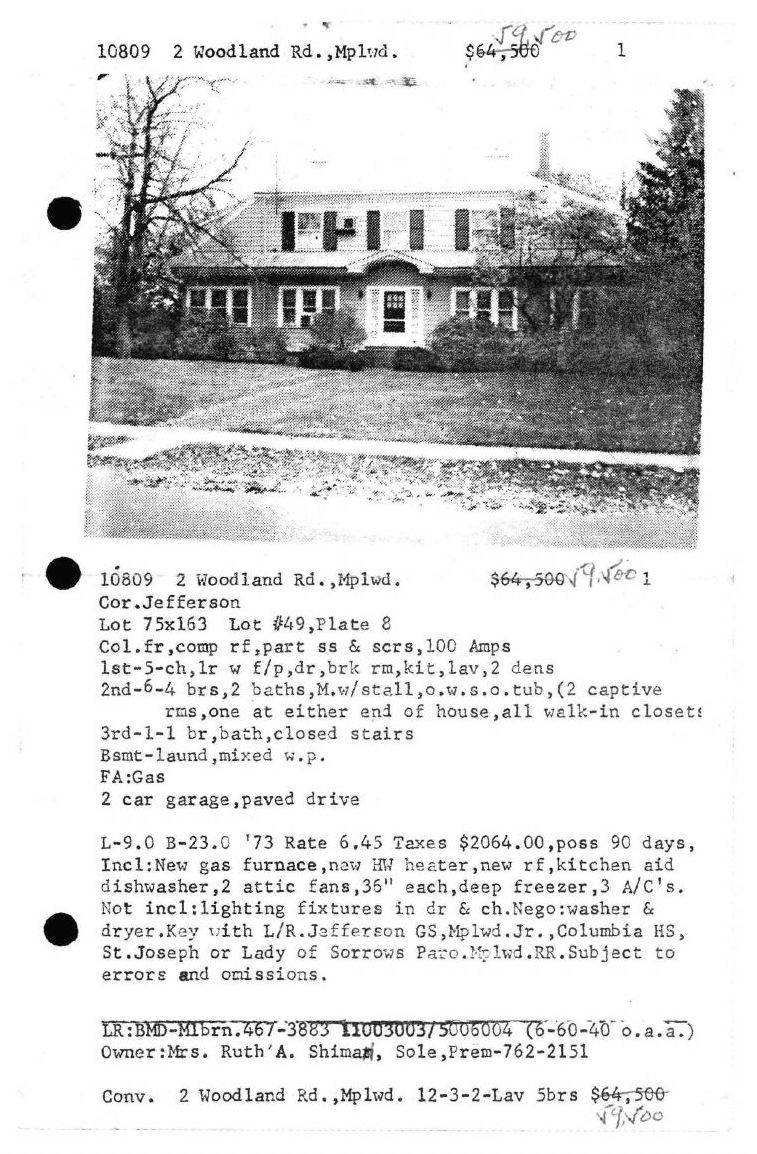 59,500
10809 2 Woodland Rd.,Mplwd. $64,500 1
10809 2 Woodland Rd.,Mplwd. $64,500 59,500 1
Cor.Jefferson
Lot 75x163 Lot #49,Plate 8
Col.fr,comp rf,part ss & scrs,100 Amps
1st-5-ch,lr w f/p,dr,brk rm,kit,lav,2 dens
2nd-6-4 brs,2 baths,M.w/stall,o.w.s.o.tub,(2 captive
rms,one at either end of house,all walk-in closets
3rd-1-1 br,bath,closed stairs
Bsmt-laund,mixed w.p.
FA:Gas
2 car garage,paved drive
L-9.0 B-23.0 '73 Rate 6.45 Taxes $2064.00,poss 90 days,
Incl:New gas furnace,new HW heater,new rf,kitchen aid
dishwasher,2 attic fans,36" each,deep freezer,3 A/C's.
Not incl:lighting fixtures in dr & ch.Nego:washer &
dryer.Key with L/R.Jefferson GS,Mplwd.Jr.,Columbia HS,
St.Joseph or Lady of Sorrows Paro.Mplwd.RR.Subject to
errors and omissions.
LR:BMD-Mlbrn.467-3883 11003003/5006004 (6-60-40 o.a.a.)
Owner:Mrs. Ruth A. Shiman, Sole,Prem-762-2151
Conv. 2 Woodland Rd.,Mplwd. 12-3-2-Lav 5brs $64,500
59,500